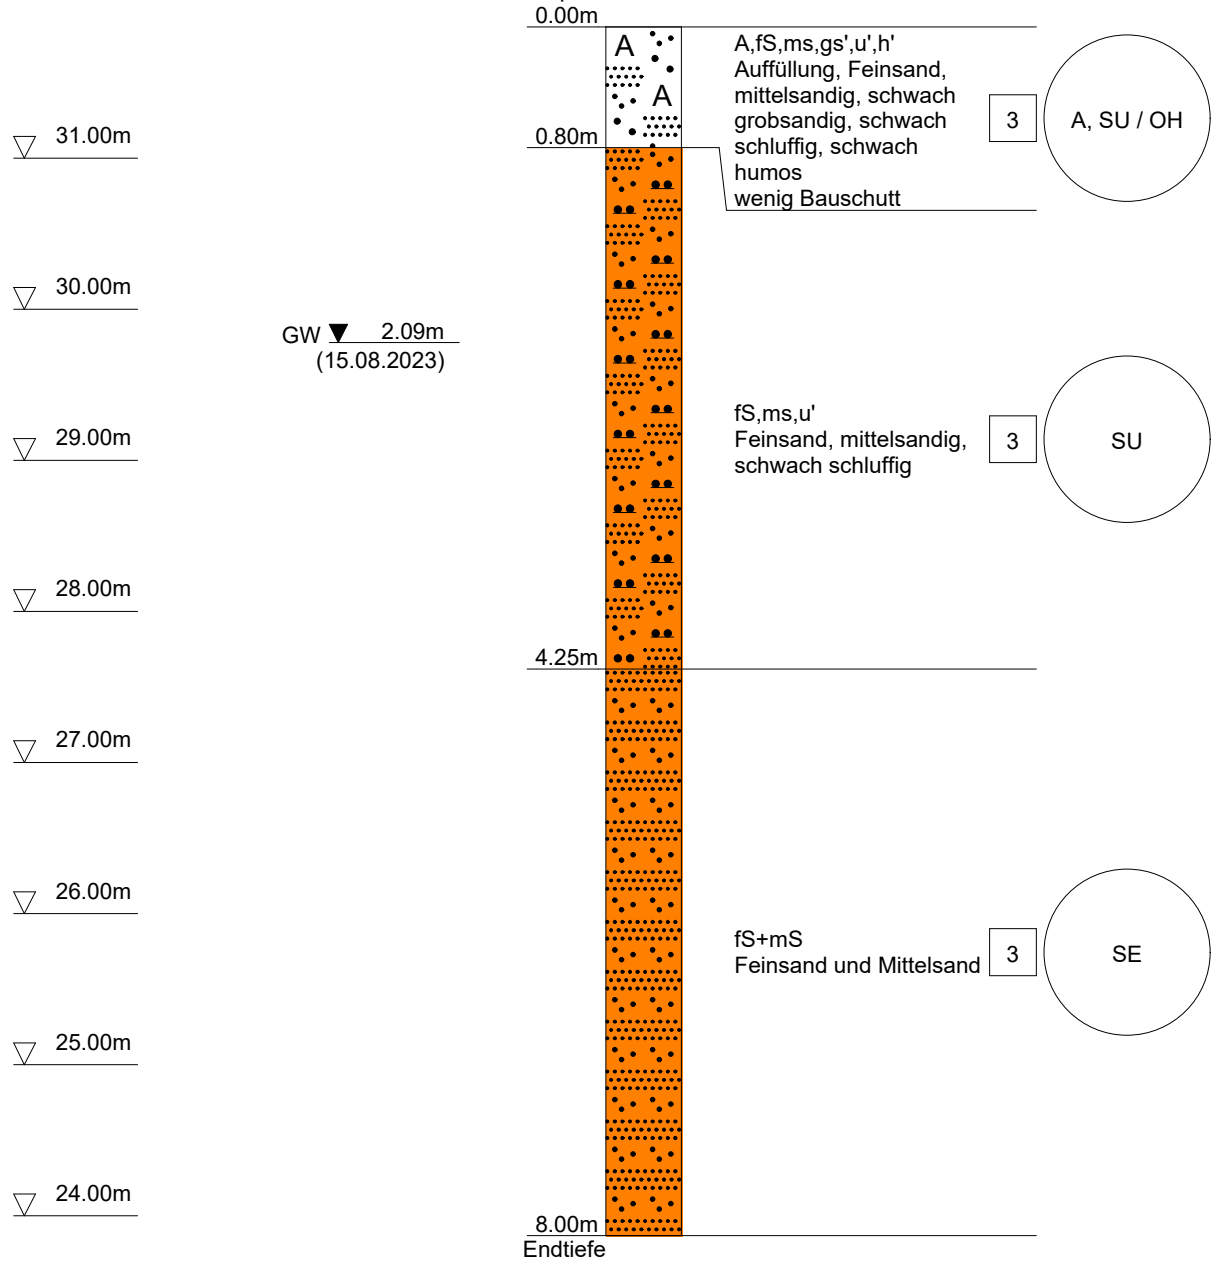 0.00m
A
A
A,fS,ms,gs',u',h'
Auffüllung, Feinsand,
mittelsandig, schwach
grobsandig, schwach
schluffig, schwach
humos
wenig Bauschutt
3
A, SU / OH
31.00m
0.80m
30.00m
GW 2.09m
(15.08.2023)
29.00m
fS,ms,u'
Feinsand, mittelsandig,
schwach schluffig
3
SU
28.00m
4.25m
27.00m
26.00m
fS+mS
Feinsand und Mittelsand
3
SE
25.00m
24.00m
8.00m
Endtiefe